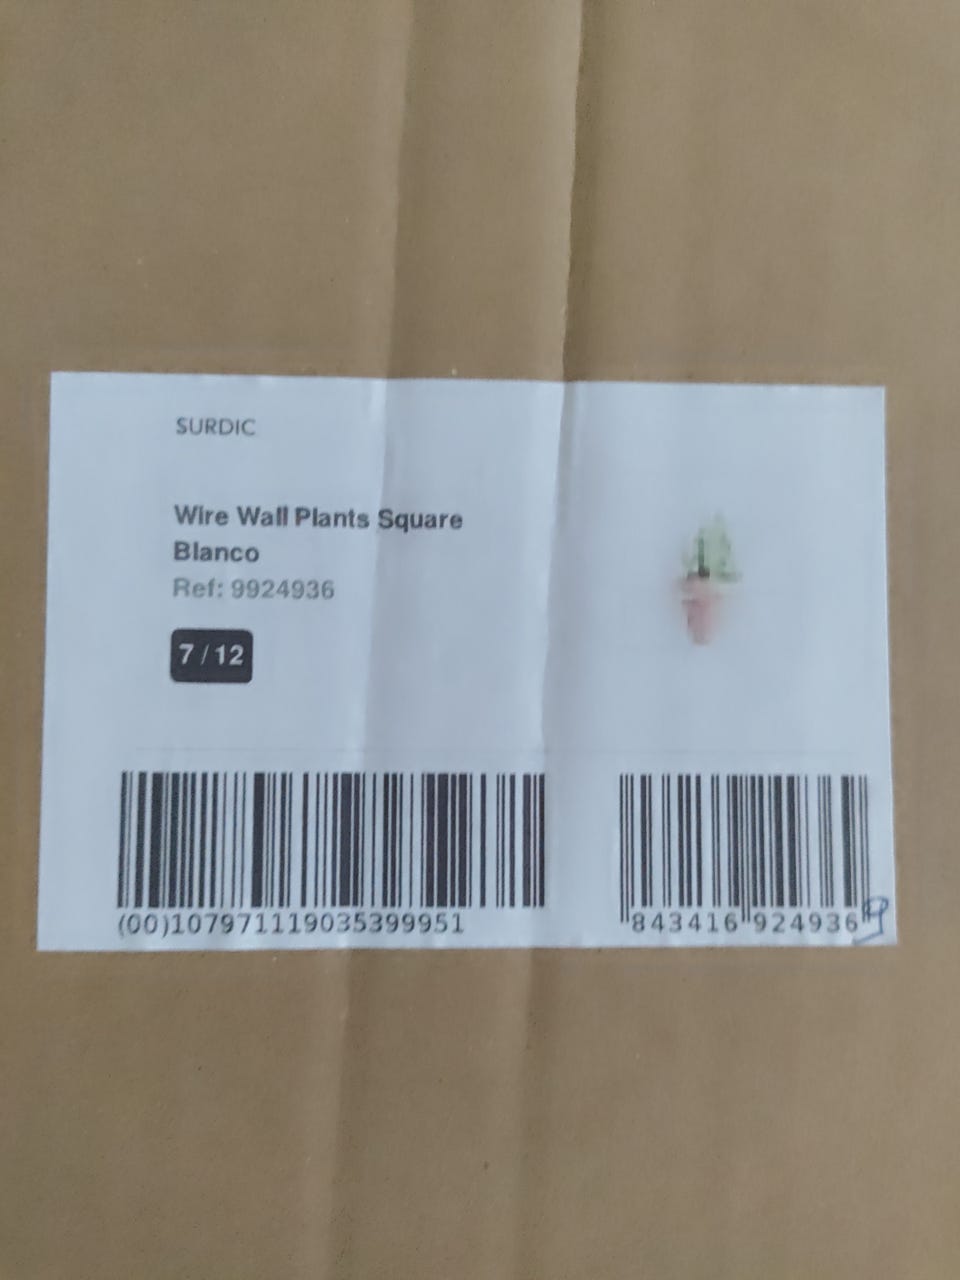 SURDIC
Wire Wall Plants Square
Blanco
Ref: 9924936
7 / 12
(00)107971119035399951
843416 924936